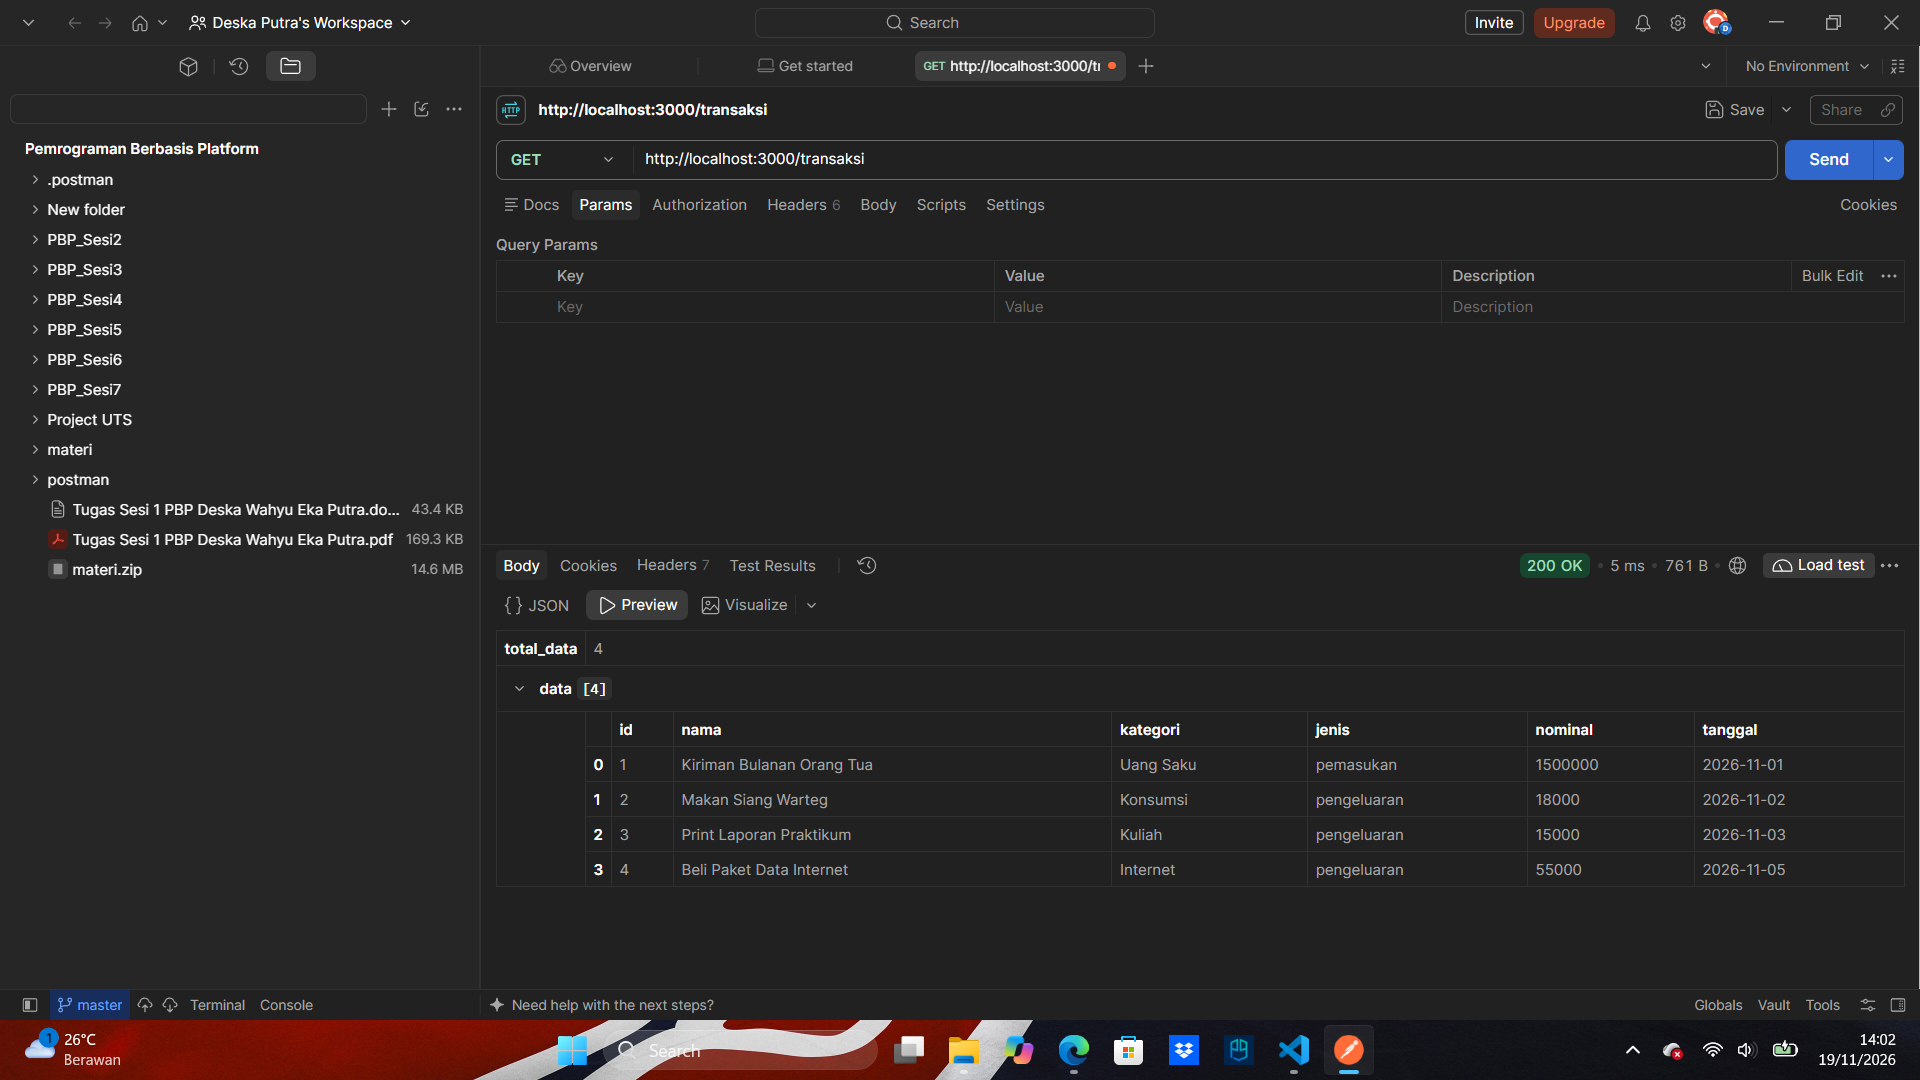 Deska Putra's Workspace
Search
Invite
Upgrade
D
Overview
Get started
GET http://localhost:3000/tr
No Environment
HTTP http://localhost:3000/transaksi
Save
Share
Pemrograman Berbasis Platform
.postman
New folder
PBP_Sesi2
PBP_Sesi3
PBP_Sesi4
PBP_Sesi5
PBP_Sesi6
PBP_Sesi7
Project UTS
materi
postman
Tugas Sesi 1 PBP Deska Wahyu Eka Putra.do... 43.4 KB
Tugas Sesi 1 PBP Deska Wahyu Eka Putra.pdf 169.3 KB
materi.zip 14.6 MB
GET http://localhost:3000/transaksi Send
Docs Params Authorization Headers 6 Body Scripts Settings Cookies
Query Params
Key Value Description Bulk Edit
Key Value Description
Body Cookies Headers 7 Test Results 200 OK 5 ms 761 B Load test
{} JSON Preview Visualize
total_data 4
data [4]
id nama kategori jenis nominal tanggal
0 1 Kiriman Bulanan Orang Tua Uang Saku pemasukan 1500000 2026-11-01
1 2 Makan Siang Warteg Konsumsi pengeluaran 18000 2026-11-02
2 3 Print Laporan Praktikum Kuliah pengeluaran 15000 2026-11-03
3 4 Beli Paket Data Internet Internet pengeluaran 55000 2026-11-05
master Terminal Console Need help with the next steps? Globals Vault Tools
1 26°C
Berawan
Search
14:02
19/11/2026